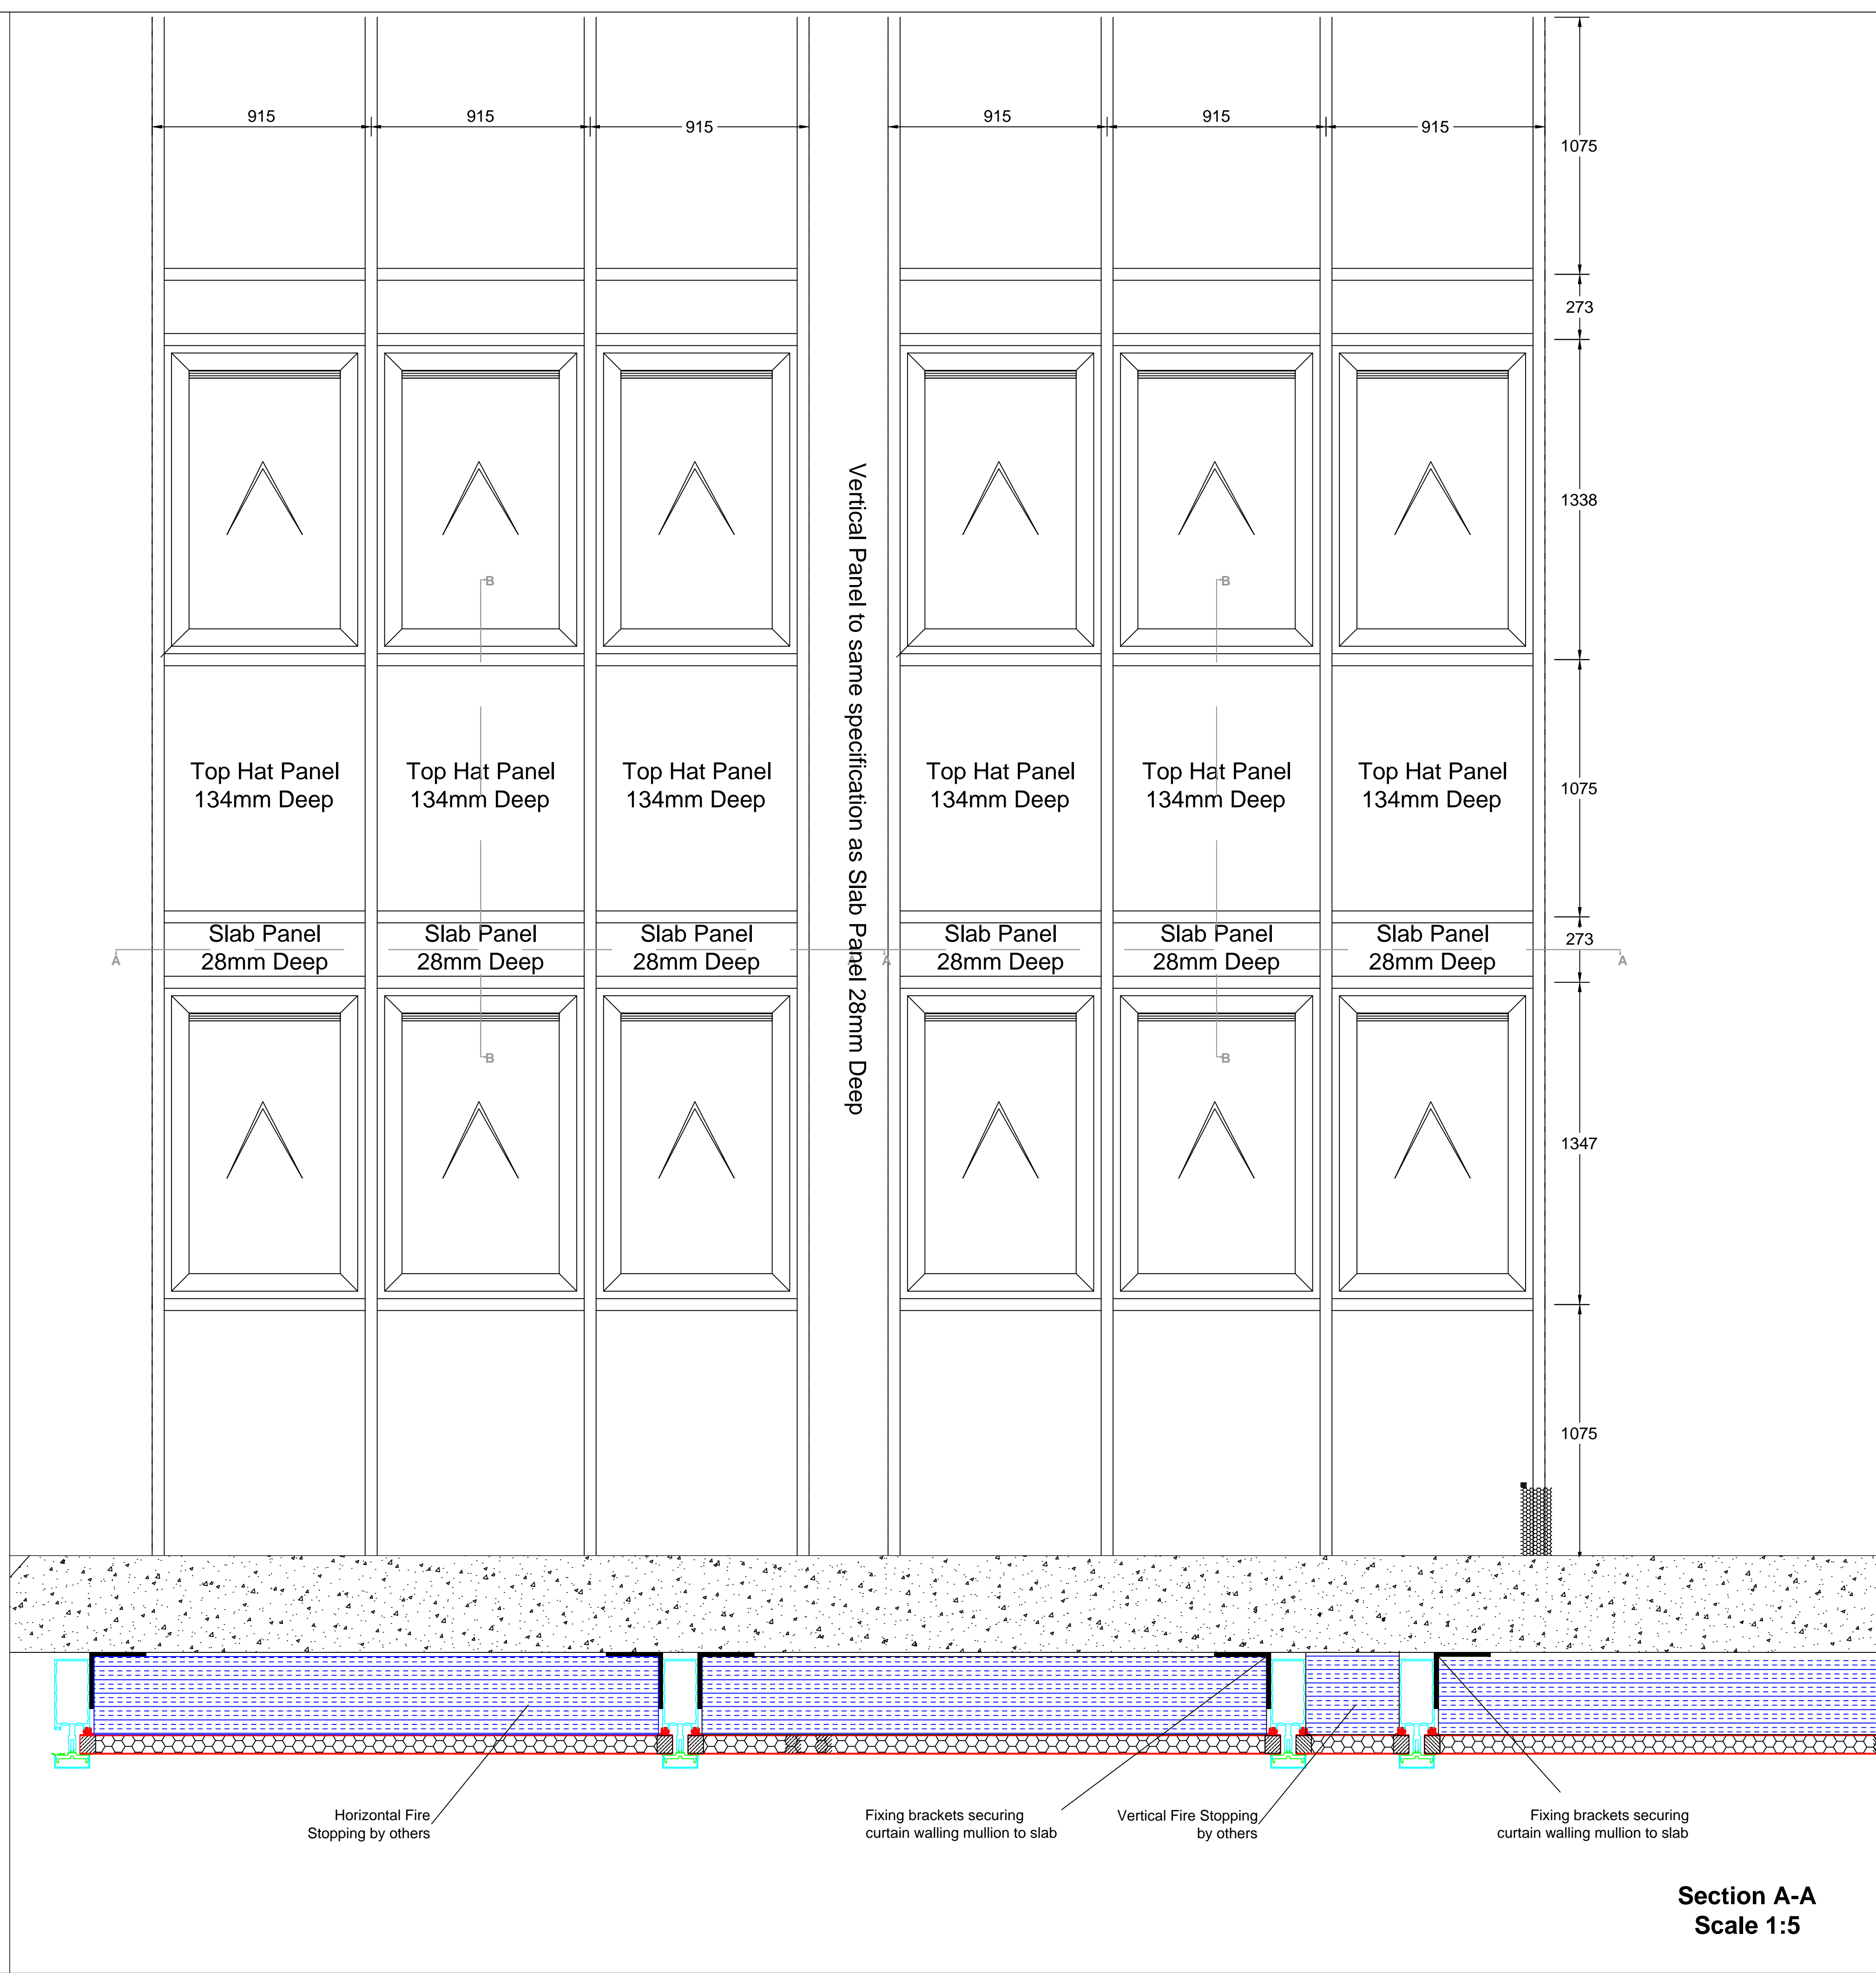 915
915
915
915
915
915
1075
273
1338
B
B
Vertical Panel to same specification as Slab Panel 28mm Deep
Top Hat Panel
134mm Deep
Top Hat Panel
134mm Deep
Top Hat Panel
134mm Deep
Top Hat Panel
134mm Deep
Top Hat Panel
134mm Deep
Top Hat Panel
134mm Deep
1075
Slab Panel
28mm Deep
Slab Panel
28mm Deep
Slab Panel
28mm Deep
Slab Panel
28mm Deep
Slab Panel
28mm Deep
Slab Panel
28mm Deep
273
A
A
A
A
B
B
1347
1075
Horizontal Fire
Stopping by others
Fixing brackets securing
curtain walling mullion to slab
Vertical Fire Stopping
by others
Fixing brackets securing
curtain walling mullion to slab
Section A-A
Scale 1:5